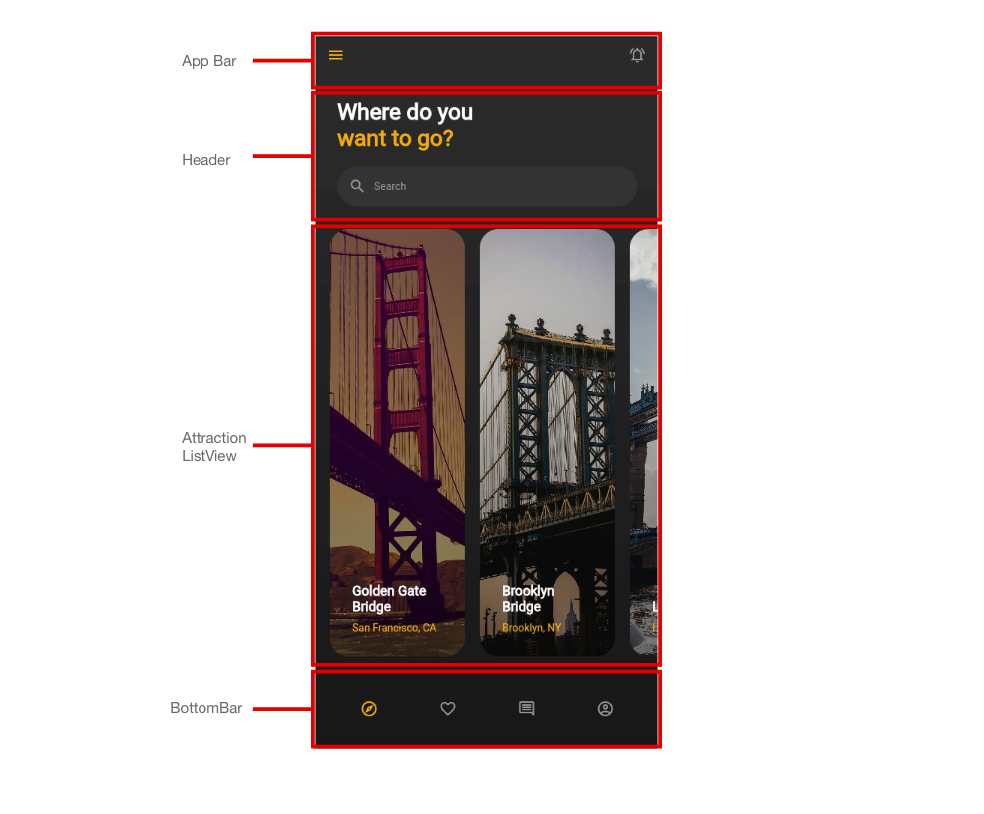 App Bar
Where do you
want to go?
Header
Search
Attraction
ListView
Golden Gate
Bridge
San Francisco, CA
Brooklyn
Bridge
Brooklyn, NY
L
BottomBar